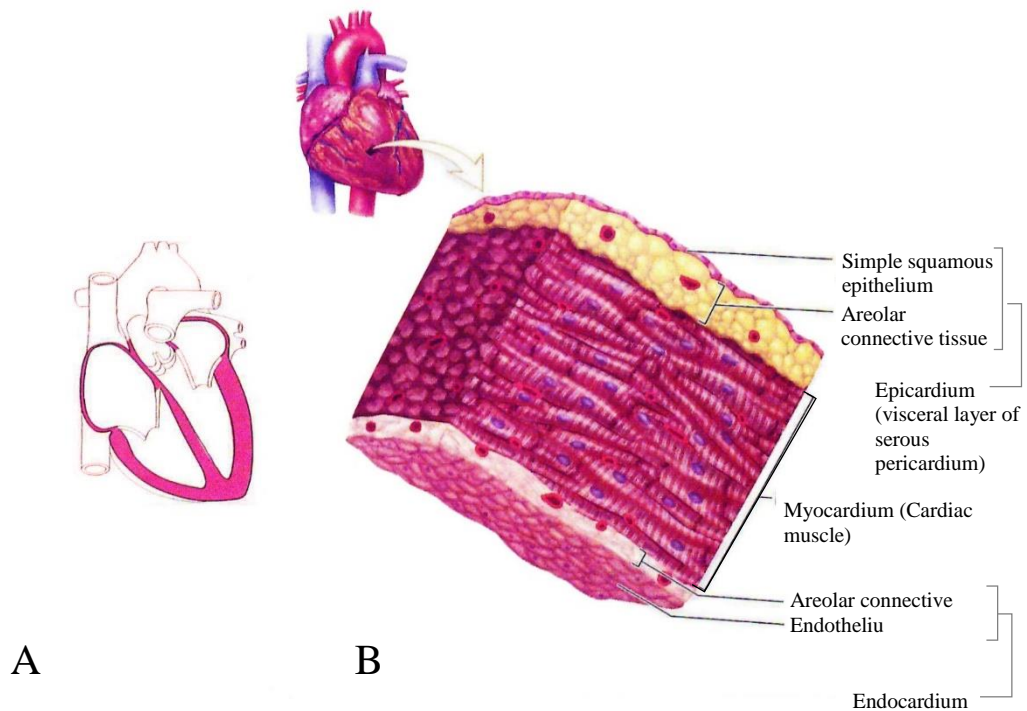 Simple squamous
epithelium
Areolar
connective tissue
Epicardium
(visceral layer of
serous
pericardium)
Myocardium (Cardiac
muscle)
Areolar connective
Endotheliu
A
B
Endocardium